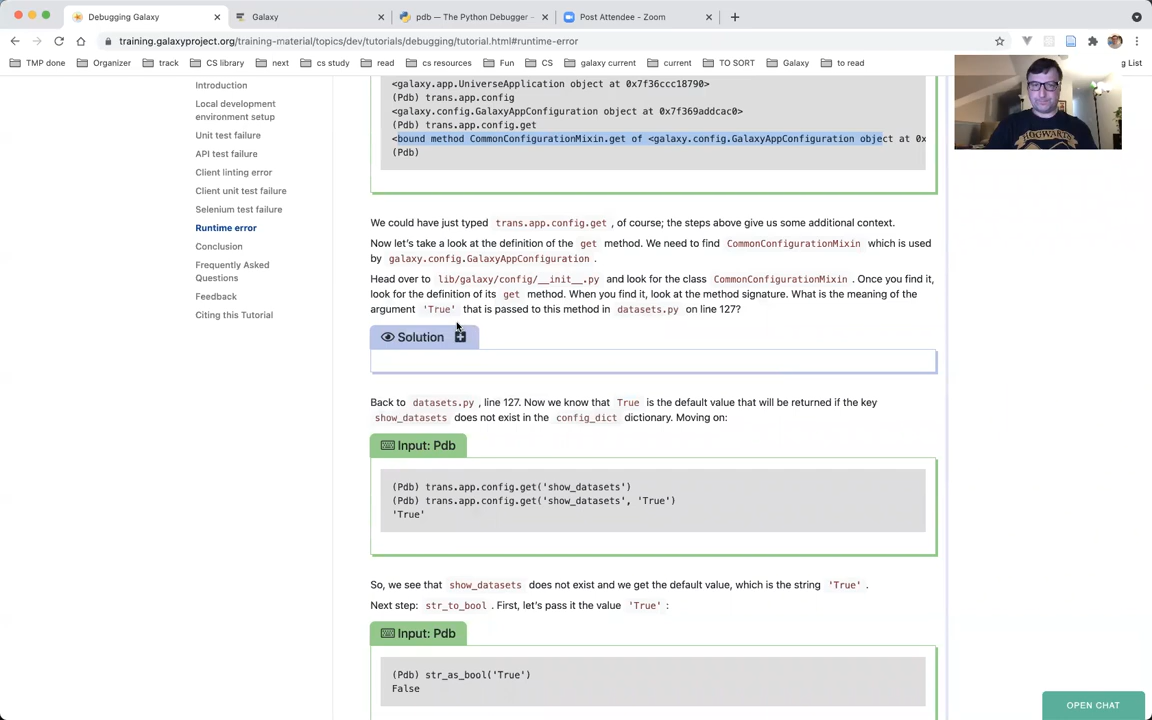 Debugging Galaxy
Galaxy
pdb — The Python Debugger
Post Attendee - Zoom
training.galaxyproject.org/training-material/topics/dev/tutorials/debugging/tutorial.html#runtime-error
TMP done
Organizer
track
CS library
next
cs study
read
cs resources
Fun
CS
galaxy current
current
TO SORT
Galaxy
to read
g List
Introduction
Local development
environment setup
Unit test failure
API test failure
Client linting error
Client unit test failure
Selenium test failure
Runtime error
Conclusion
Frequently Asked
Questions
Feedback
Citing this Tutorial
<galaxy.app.UniverseApplication object at 0x7f36ccc18790>
(Pdb) trans.app.config
<galaxy.config.GalaxyAppConfiguration object at 0x7f369addcac0>
(Pdb) trans.app.config.get
<bound method CommonConfigurationMixin.get of <galaxy.config.GalaxyAppConfiguration object at 0x
(Pdb)
We could have just typed trans.app.config.get , of course; the steps above give us some additional context.
Now let's take a look at the definition of the get method. We need to find CommonConfigurationMixin which is used
by galaxy.config.GalaxyAppConfiguration .
Head over to lib/galaxy/config/__init__.py and look for the class CommonConfigurationMixin . Once you find it,
look for the definition of its get method. When you find it, look at the method signature. What is the meaning of the
argument 'True' that is passed to this method in datasets.py on line 127?
Solution
Back to datasets.py , line 127. Now we know that True is the default value that will be returned if the key
show_datasets does not exist in the config_dict dictionary. Moving on:
Input: Pdb
(Pdb) trans.app.config.get('show_datasets')
(Pdb) trans.app.config.get('show_datasets', 'True')
'True'
So, we see that show_datasets does not exist and we get the default value, which is the string 'True' .
Next step: str_to_bool . First, let's pass it the value 'True' :
Input: Pdb
(Pdb) str_as_bool('True')
False
HOGWARTS
OPEN CHAT